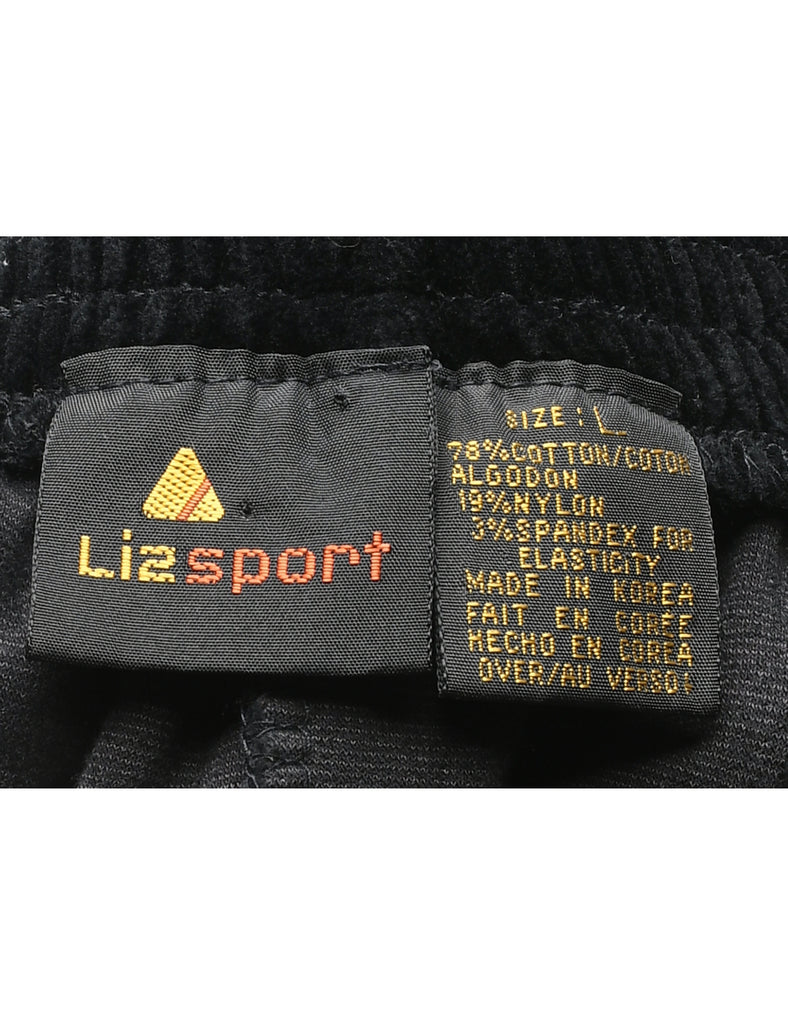 Lizsport
SIZE: L
78%COTTON/COTON
ALGODON
19%NYLON
3%SPANDEX FOR
ELASTICITY
MADE IN KOREA
FAIT EN CORÉE
HECHO EN COREA
OVER/AU VERSO